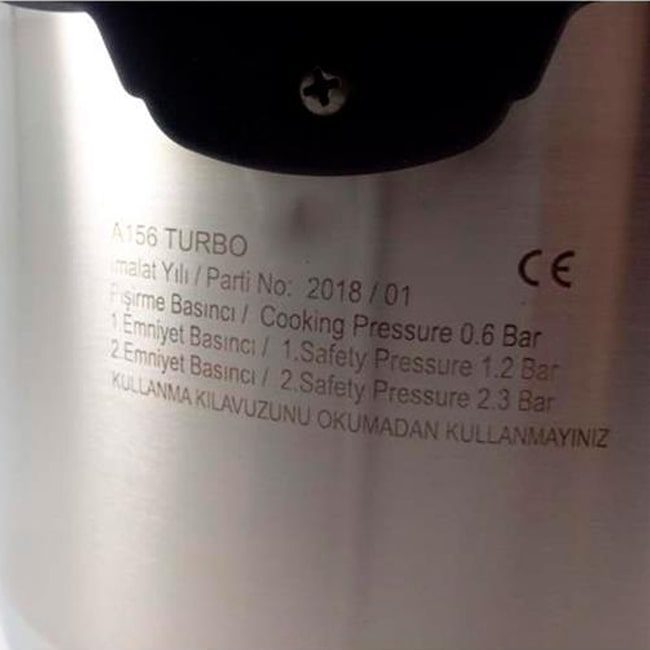 A156 TURBO
İmalat Yılı / Parti No: 2018 / 01
CE
Pişirme Basıncı / Cooking Pressure 0.6 Bar
1.Emniyet Basıncı / 1.Safety Pressure 1.2 Bar
2.Emniyet Basıncı / 2.Safety Pressure 2.3 Bar
KULLANMA KILAVUZUNU OKUMADAN KULLANMAYINIZ